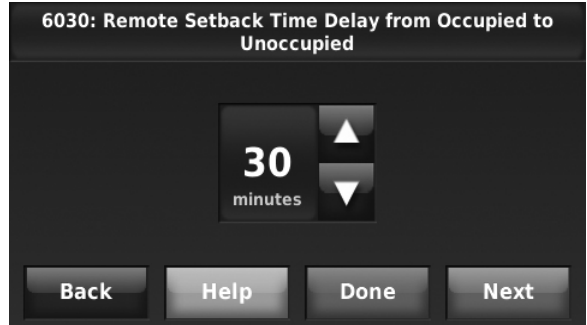 6030: Remote Setback Time Delay from Occupied to
Unoccupied
30
minutes
Back Help Done Next